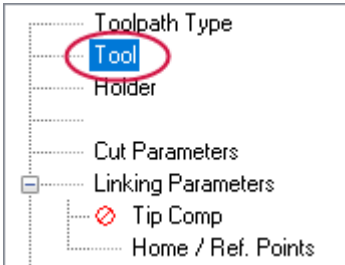 Toolpath Type
Tool
Holder
Cut Parameters
Linking Parameters
Tip Comp
Home / Ref. Points